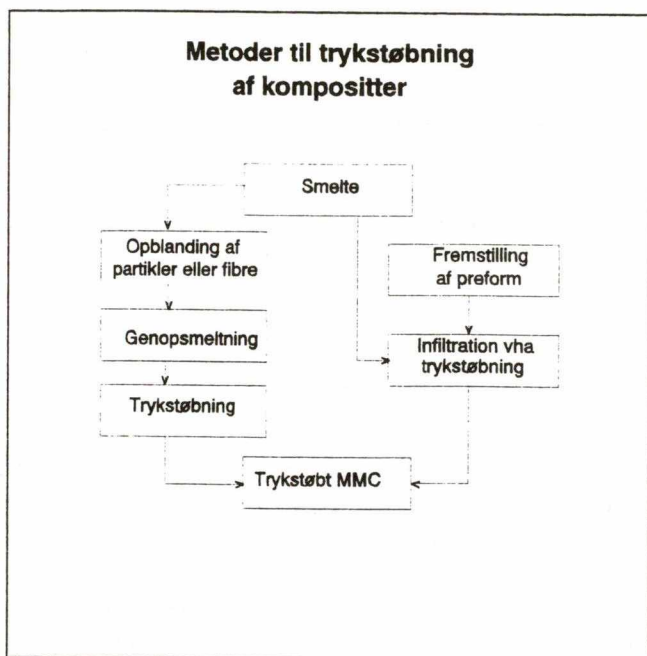 Metoder til trykstøbning
af kompositter
Smelte
Opblanding af
partikler eller fibre
Fremstilling
af preform
Genopsmeltning
Infiltration vha
trykstøbning
Trykstøbning
Trykstøbt MMC